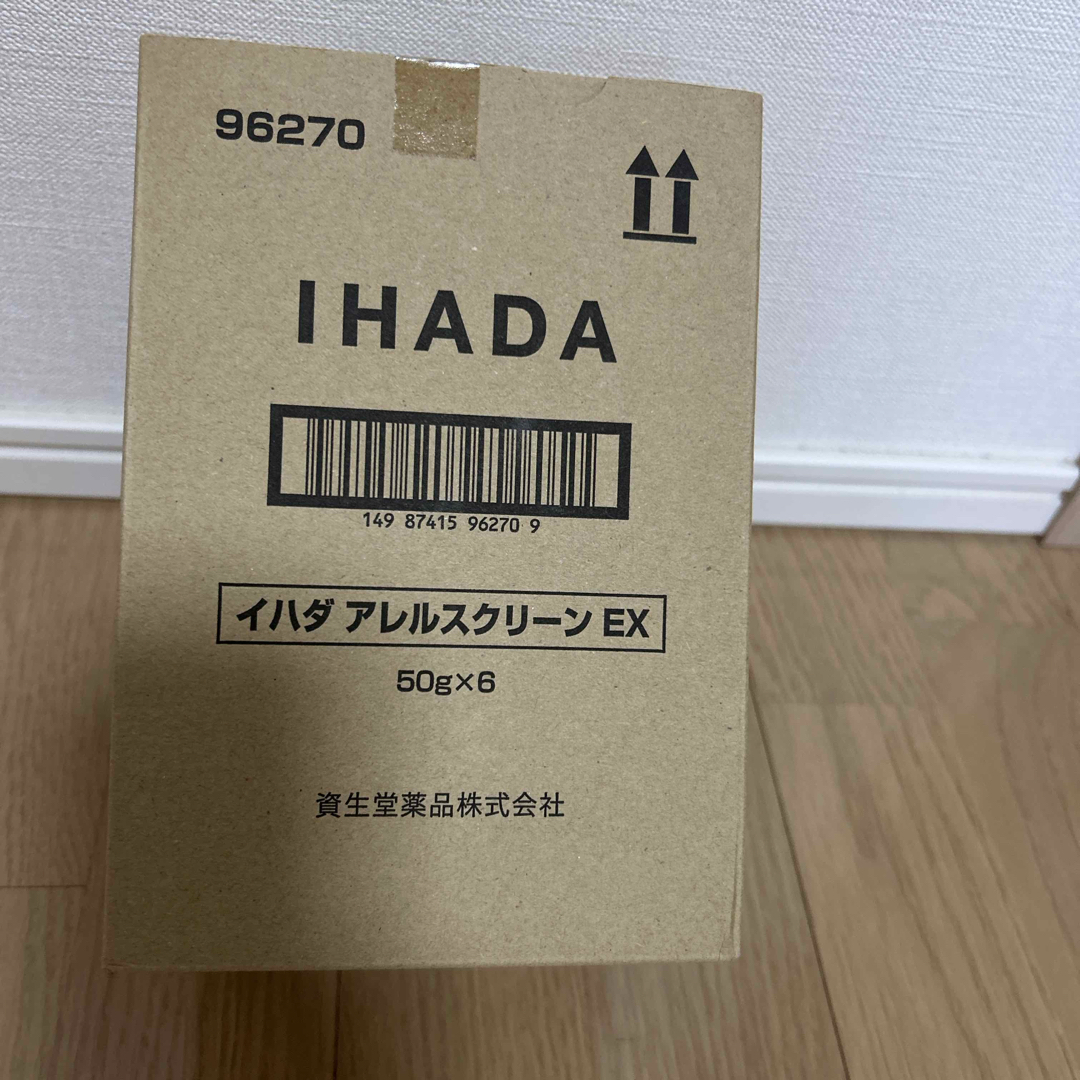 96270
IHADA
149 87415 96270 9
イハダ アレルスクリーン EX
50g×6
資生堂薬品株式会社